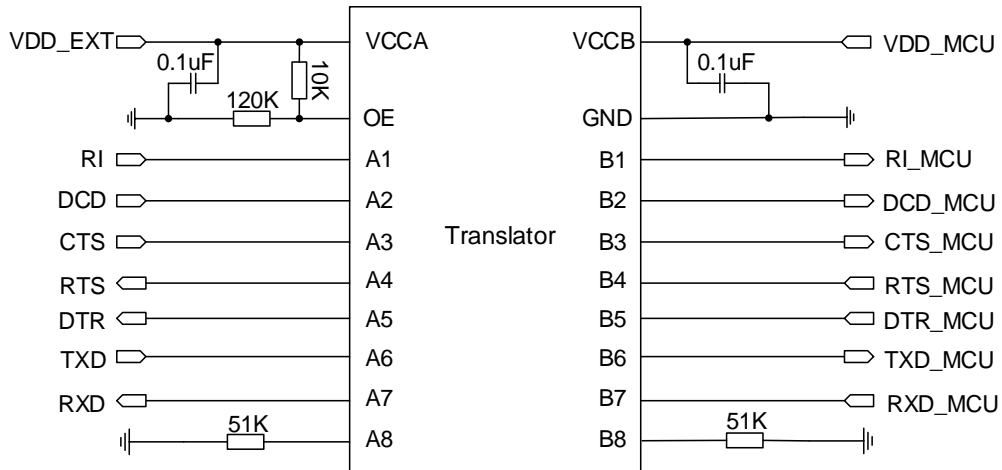 VDD_EXT VCCA VCCB VDD_MCU
0.1uF 10K 0.1uF
120K
OE GND
RI A1 B1 RI_MCU
DCD A2 B2 DCD_MCU
CTS A3 Translator B3 CTS_MCU
RTS A4 B4 RTS_MCU
DTR A5 B5 DTR_MCU
TXD A6 B6 TXD_MCU
RXD A7 B7 RXD_MCU
51K A8 B8 51K